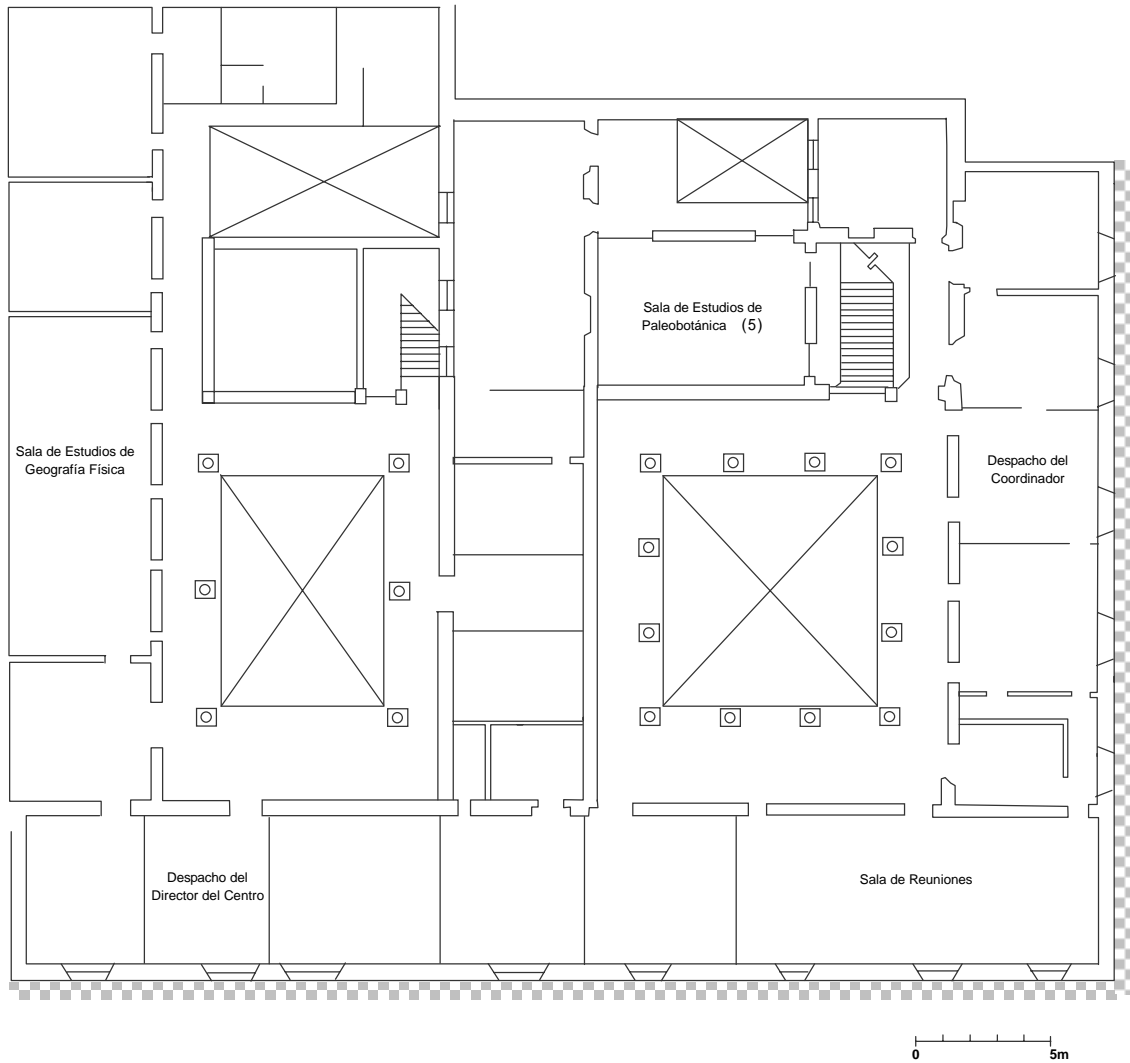 Sala de Estudios de
Paleobotánica (5)
Sala de Estudios de
Geografía Física
Despacho del
Coordinador
Despacho del
Director del Centro
Sala de Reuniones
0 5m